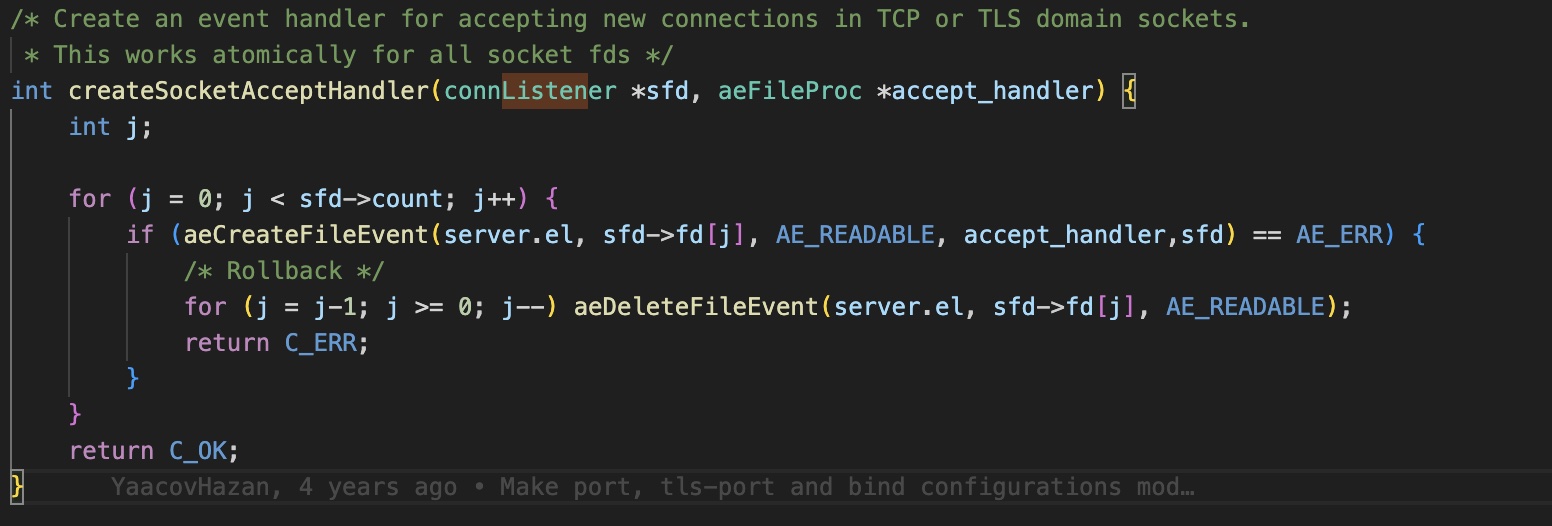 /* Create an event handler for accepting new connections in TCP or TLS domain sockets.
 * This works atomically for all socket fds */
int createSocketAcceptHandler(connListener *sfd, aeFileProc *accept_handler) {
    int j;

    for (j = 0; j < sfd->count; j++) {
        if (aeCreateFileEvent(server.el, sfd->fd[j], AE_READABLE, accept_handler,sfd) == AE_ERR) {
            /* Rollback */
            for (j = j-1; j >= 0; j--) aeDeleteFileEvent(server.el, sfd->fd[j], AE_READABLE);
            return C_ERR;
        }
    }
    return C_OK;
}      YaacovHazan, 4 years ago • Make port, tls-port and bind configurations mod…